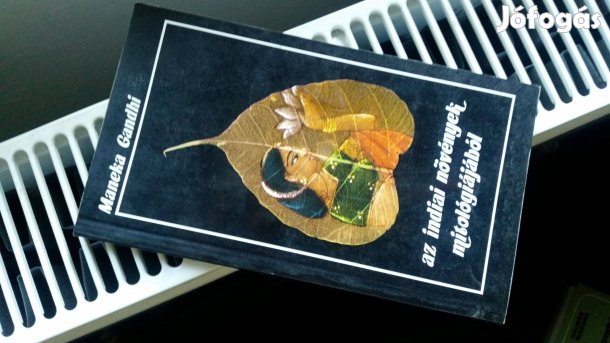 Jófogás
Maneka Gandhi
az indiai növények
mitológiájából